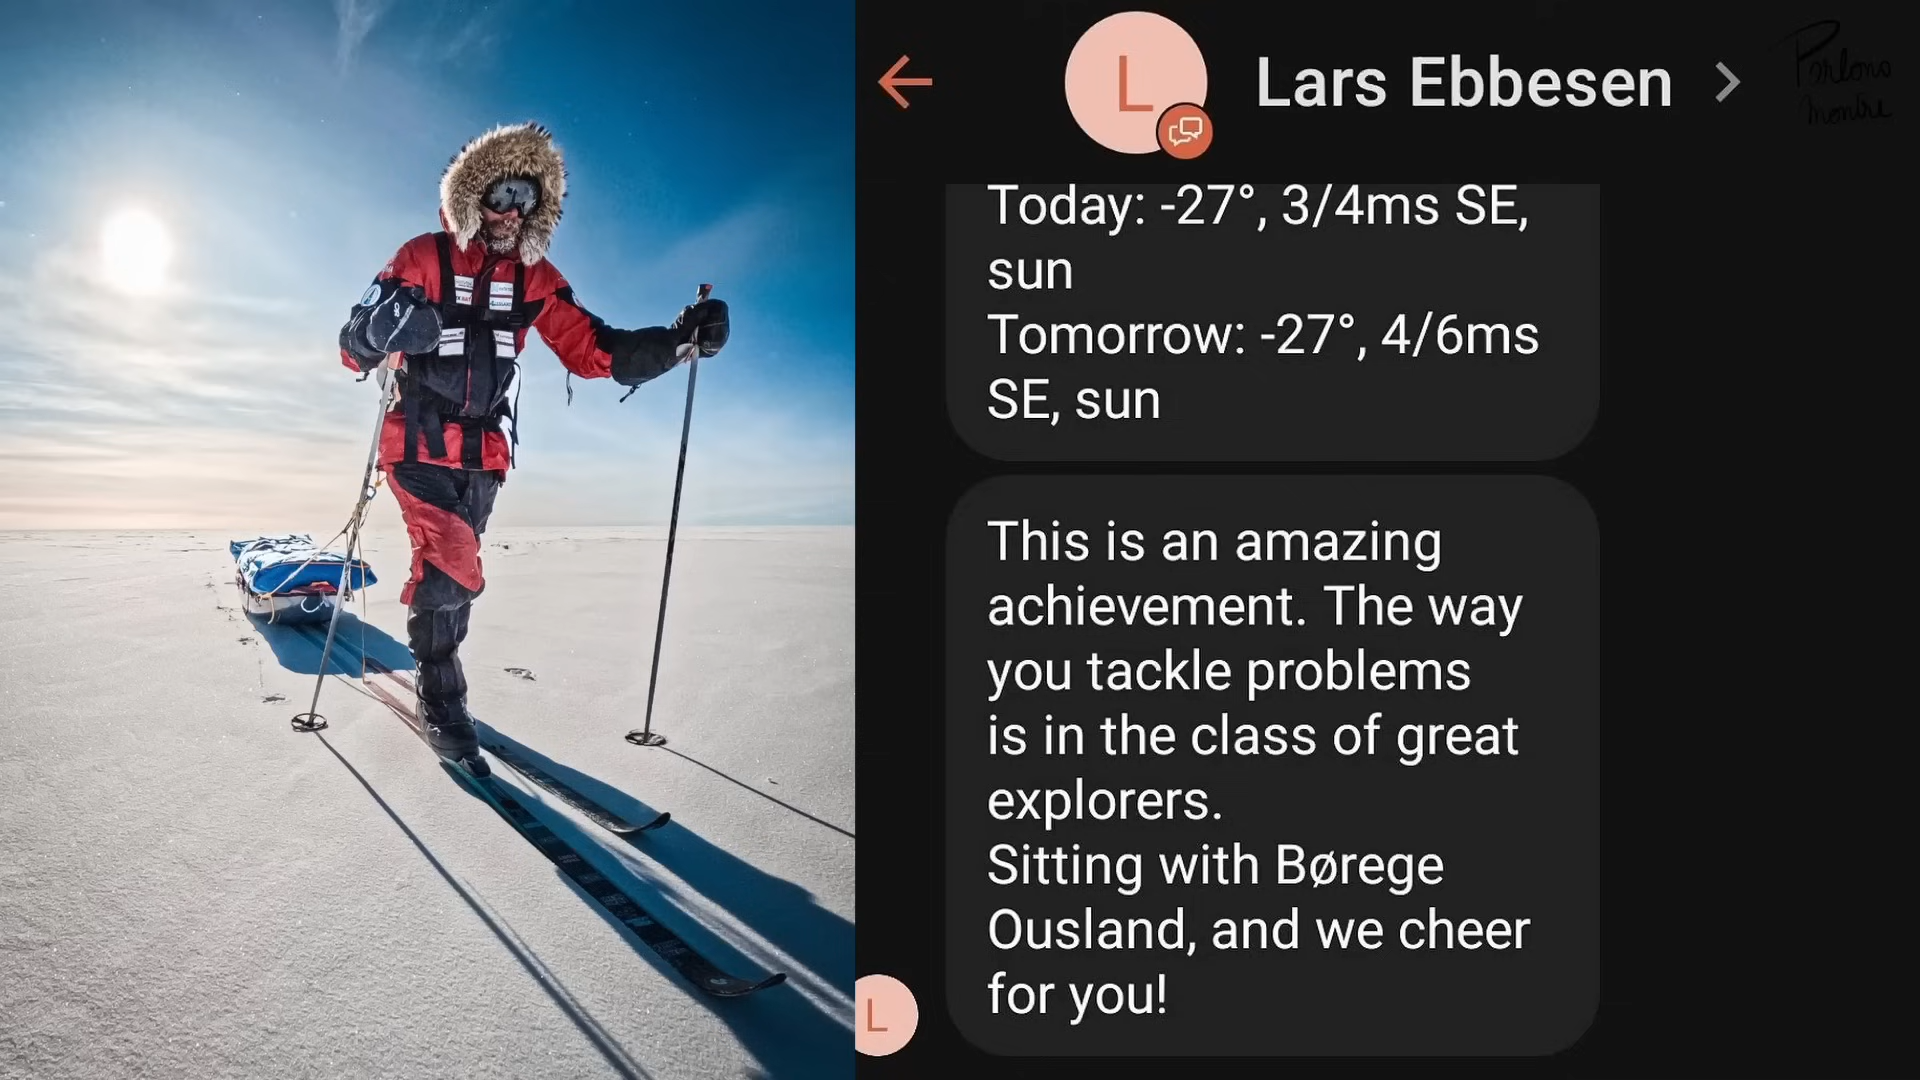 L
Lars Ebbesen
Parlons
montre
Today: -27°, 3/4ms SE,
sun
Tomorrow: -27°, 4/6ms
SE, sun
This is an amazing
achievement. The way
you tackle problems
is in the class of great
explorers.
Sitting with Børege
Ousland, and we cheer
for you!
L